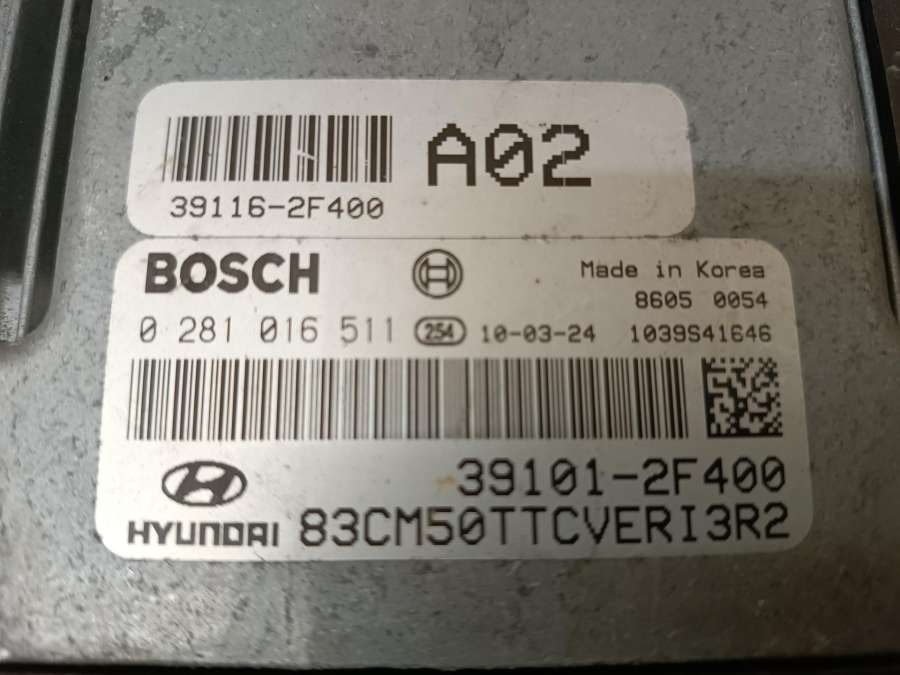 A02
39116-2F400
BOSCH
Made in Korea
8605 0054
0 281 016 511 254 10-03-24 1039S41646
39101-2F400
HYUNDAI 83CM50TTCVERI3R2